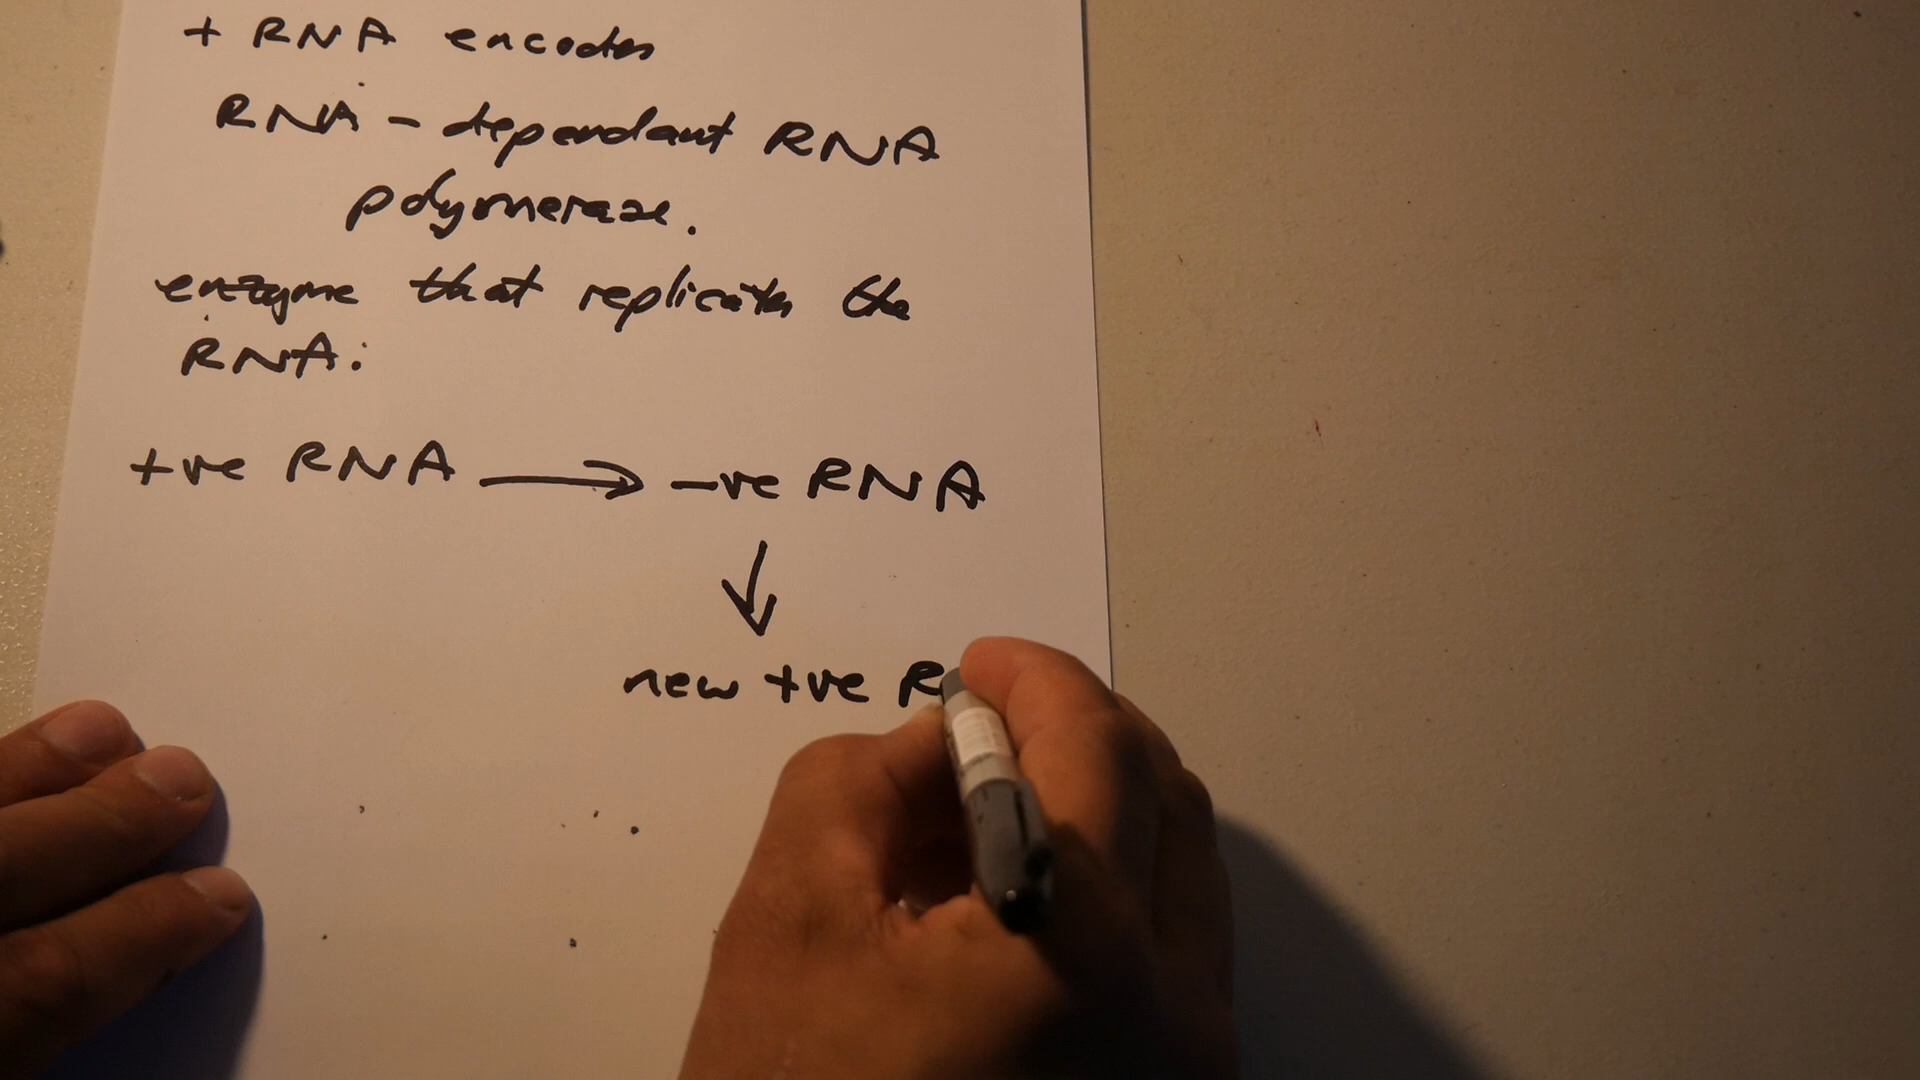 + RNA encodes
RNA - dependant RNA
polymerase.
enzyme that replicates the
RNA:
+ve RNA → -ve RNA
↓
new +ve R